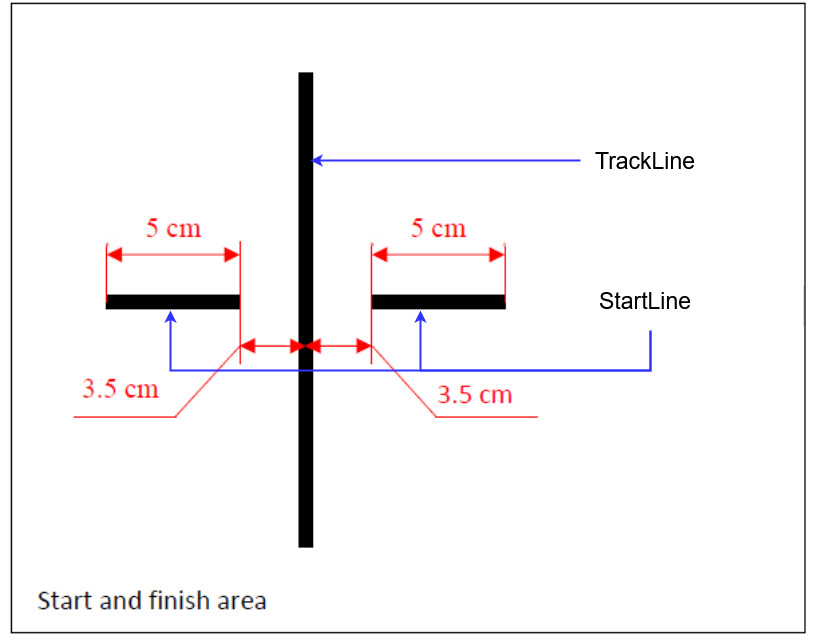 TrackLine
5 cm
5 cm
StartLine
3.5 cm
3.5 cm
Start and finish area